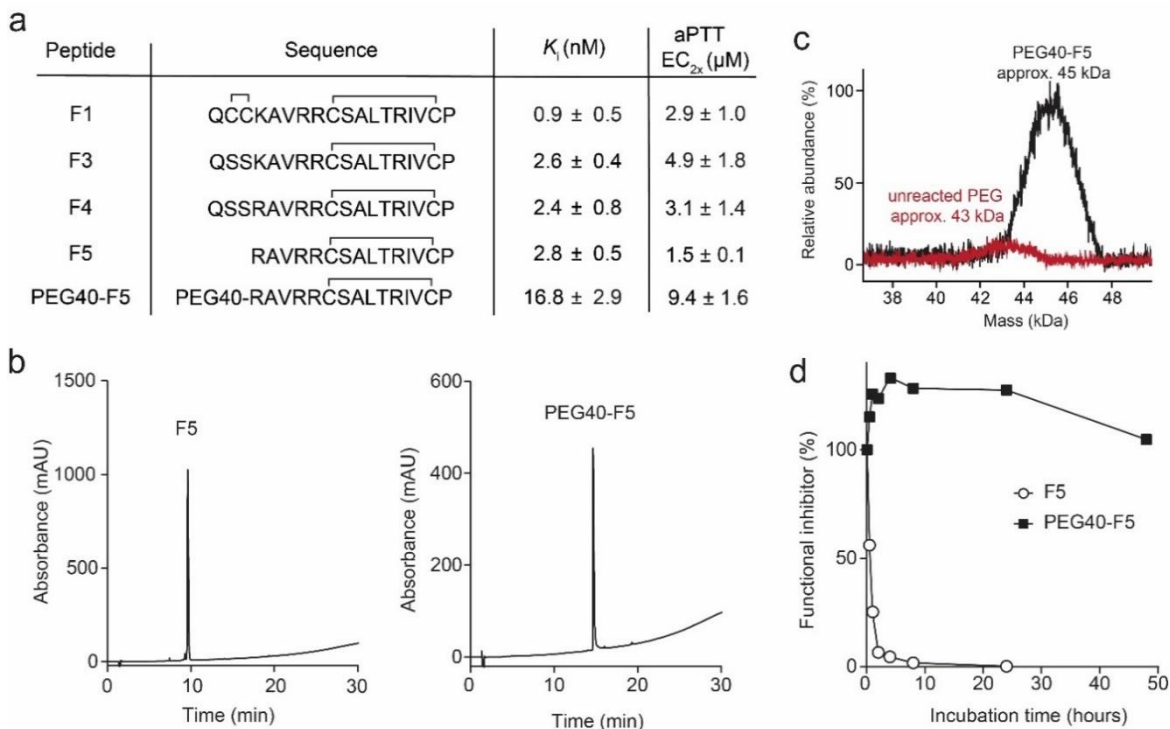 a
Peptide Sequence Ki (nM) aPTT EC2x (µM)
F1 QCCKAVRRCSALTRIVCP 0.9 ± 0.5 2.9 ± 1.0
F3 QSSKAVRRCSALTRIVCP 2.6 ± 0.4 4.9 ± 1.8
F4 QSSRAVRRCSALTRIVCP 2.4 ± 0.8 3.1 ± 1.4
F5 RAVRRCSALTRIVCP 2.8 ± 0.5 1.5 ± 0.1
PEG40-F5 PEG40-RAVRRCSALTRIVCP 16.8 ± 2.9 9.4 ± 1.6
b
Absorbance (mAU)
1500
1000
500
0
F5
0 10 20 30
Time (min)
Absorbance (mAU)
600
400
200
0
PEG40-F5
0 10 20 30
Time (min)
c
PEG40-F5
approx. 45 kDa
unreacted PEG
approx. 43 kDa
Relative abundance (%)
100
50
0
38 40 42 44 46 48
Mass (kDa)
d
Functional inhibitor (%)
100
50
0
F5
PEG40-F5
0 10 20 30 40 50
Incubation time (hours)